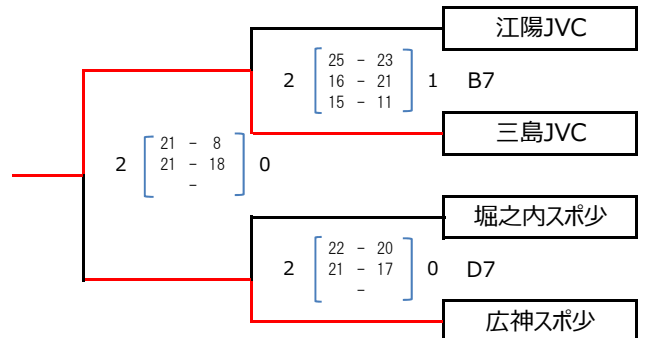 江陽JVC
25 - 23
2 16 - 21 1 B7
15 - 11
三島JVC
21 - 8
2 21 - 18 0
-
堀之内スポ少
22 - 20
2 21 - 17 0 D7
-
広神スポ少